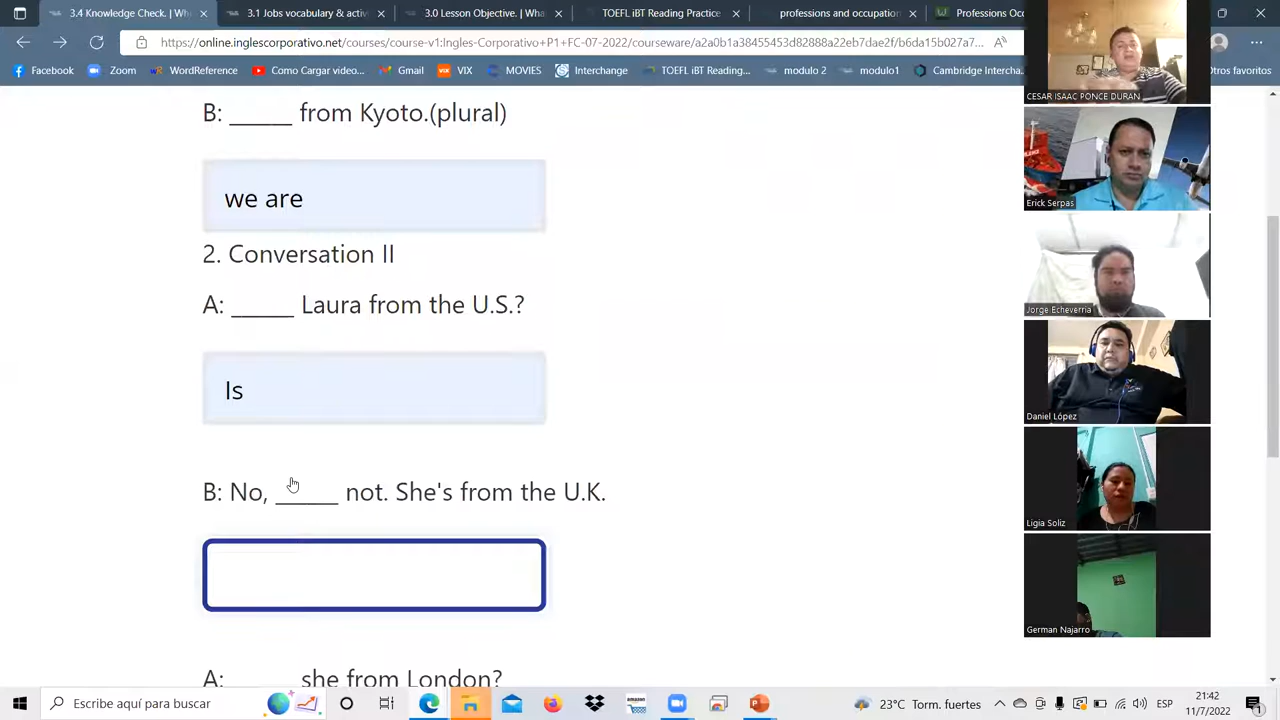 3.4 Knowledge Check. | Wha
3.1 Jobs vocabulary & activ
3.0 Lesson Objective. | Wha
TOEFL iBT Reading Practice
professions and occupa
Professions Oc
https://online.inglescorporativo.net/courses/course-v1:Ingles-Corporativo+P1+FC-07-2022/courseware/a2a0b1a38455453d82888a22eb7dae2f/b6da15b027a7...
Facebook
Zoom
WordReference
Como Cargar video...
Gmail
VIX
MOVIES
Interchange
TOEFL iBT Reading...
modulo 2
módulo1
Cambridge Intercha
Otros favoritos
B: ______ from Kyoto.(plural)
we are
2. Conversation II
A: ______ Laura from the U.S.?
Is
B: No, ______ not. She's from the U.K.
A: ______ she from London?
CESAR ISAAC PONCE DURAN
Erick Serpas
Jorge Echeverria
Daniel López
Ligia Soliz
German Najarro
Escribe aquí para buscar
23°C Torm. fuertes
ESP
21:42
11/7/2022